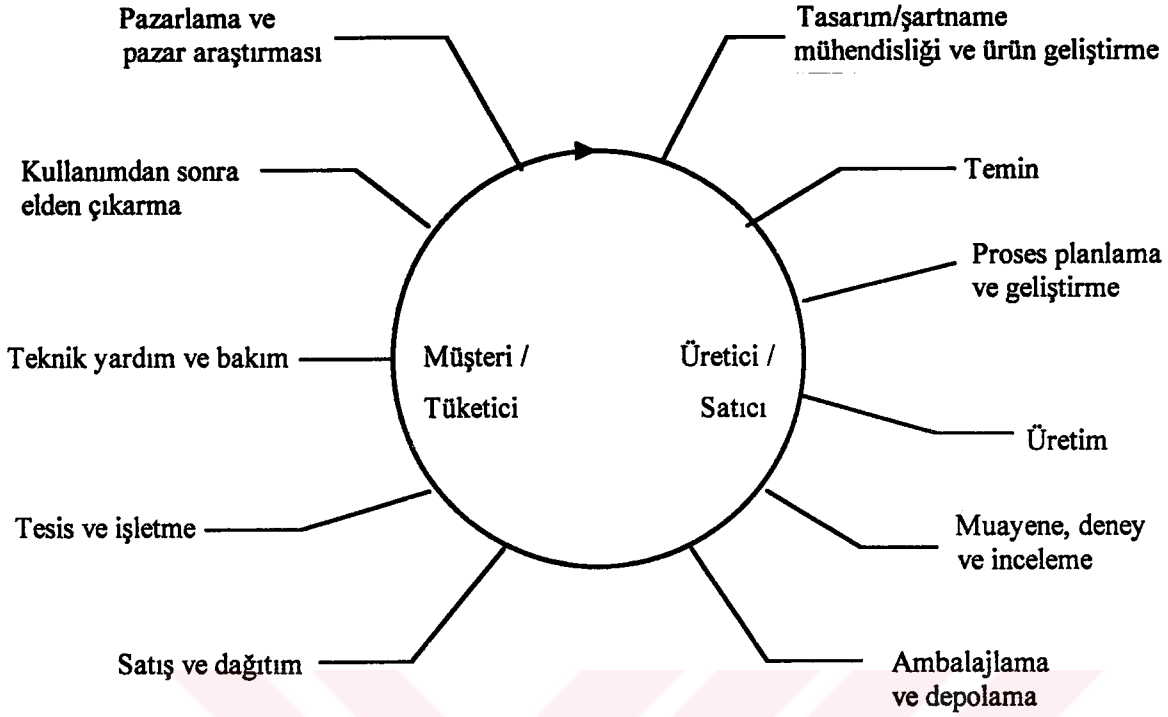 Pazarlama ve
pazar araştırması
Tasarım/şartname
mühendisliği ve ürün geliştirme
Kullanımdan sonra
elden çıkarma
Temin
Proses planlama
ve geliştirme
Teknik yardım ve bakım
Müşteri /
Tüketici
Üretici /
Satıcı
Üretim
Tesis ve işletme
Muayene, deney
ve inceleme
Satış ve dağıtım
Ambalajlama
ve depolama